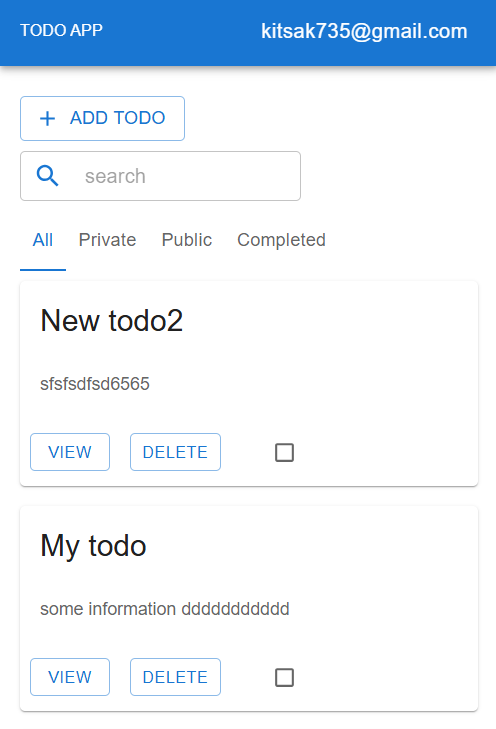 TODO APP kitsak735@gmail.com
ADD TODO
search
All Private Public Completed
New todo2
sfsfsdfsd6565
VIEW DELETE
My todo
some information ddddddddddd
VIEW DELETE